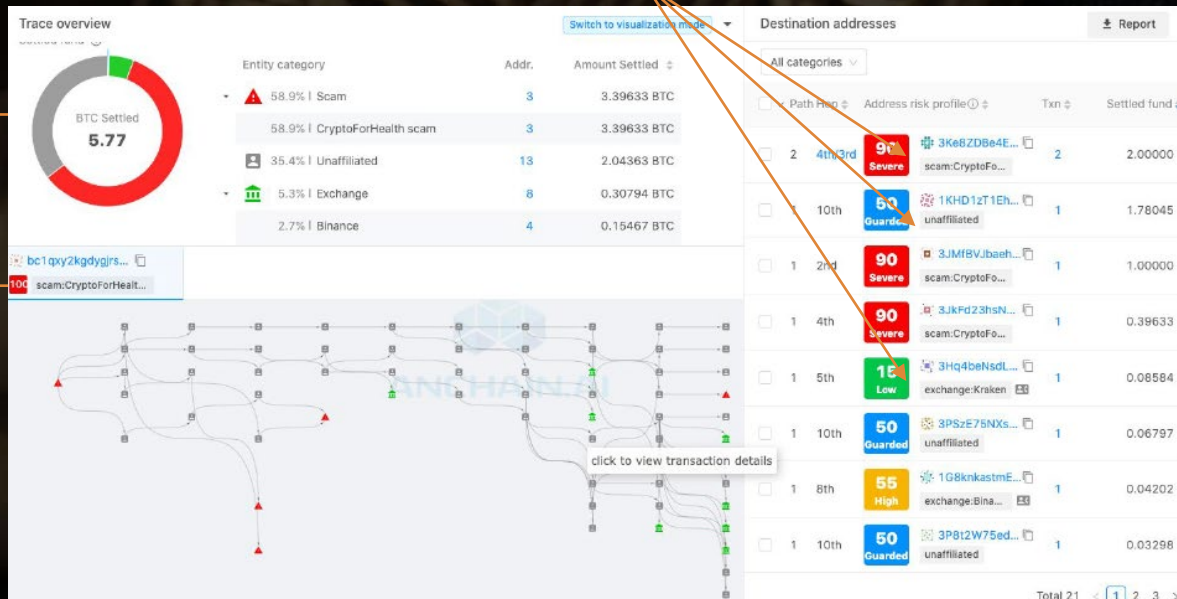 Trace overview
Switch to visualization mode
BTC Settled
5.77
Entity category Addr. Amount Settled
58.9% | Scam 3 3.39633 BTC
58.9% | CryptoForHealth scam 3 3.39633 BTC
35.4% | Unaffiliated 13 2.04363 BTC
5.3% | Exchange 8 0.30794 BTC
2.7% | Binance 4 0.15467 BTC
bc1qxy2kgdygjrs...
100 scam:CryptoForHealt...
ANCHAIN.AI
click to view transaction details
Destination addresses
Report
All categories
Path Hop Address risk profile Txn Settled fund
2 4th/3rd 90 Severe 3Ke8ZDBe4E... 2 2.00000
scam:CryptoFo...
1 10th 50 Guarded 1KHD1zT1Eh... 1 1.78045
unaffiliated
1 2nd 90 Severe 3JMfBVJbaeh... 1 1.00000
scam:CryptoFo...
1 4th 90 Severe 3JkFd23hsN... 1 0.39633
scam:CryptoFo...
1 5th 15 Low 3Hq4beNsdL... 1 0.08584
exchange:Kraken
1 10th 50 Guarded 3PSzE75NXs... 1 0.06797
unaffiliated
1 8th 55 High 1G8knkastmE... 1 0.04202
exchange:Bina...
1 10th 50 Guarded 3P8t2W75ed... 1 0.03298
unaffiliated
Total 21 < 1 2 3 >